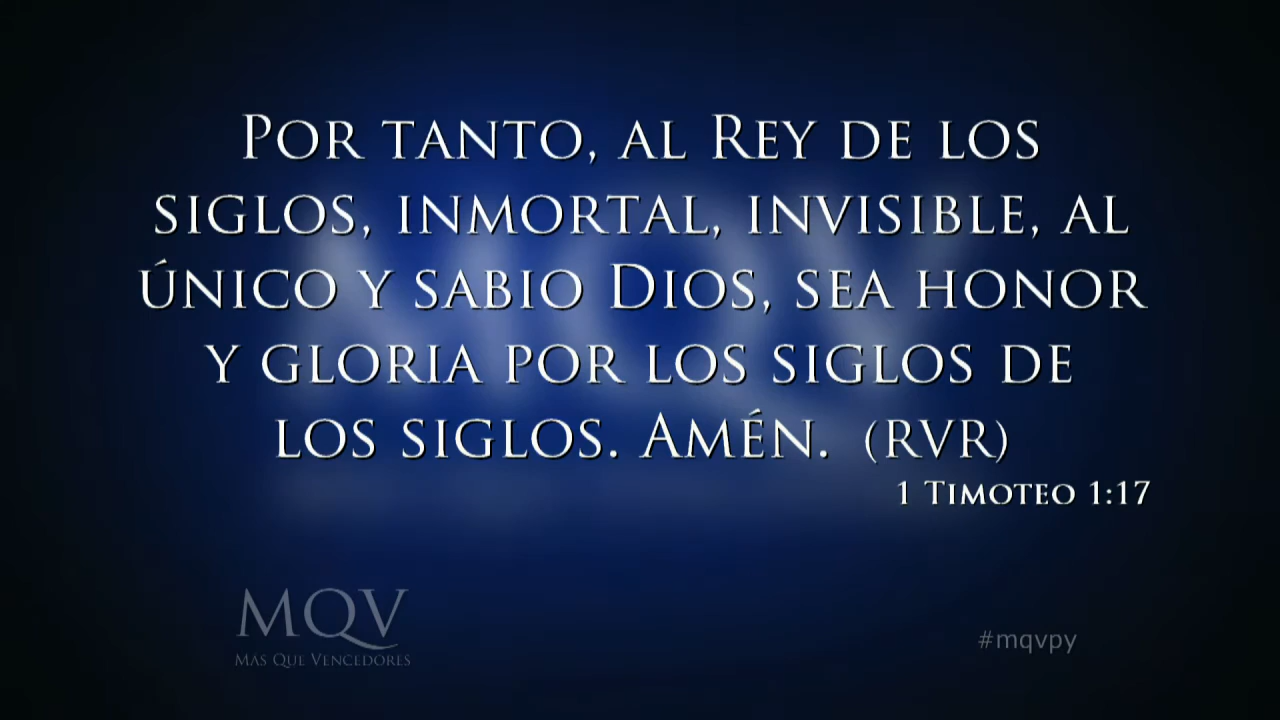 Por tanto, al Rey de los
siglos, inmortal, invisible, al
único y sabio Dios, sea honor
y gloria por los siglos de
los siglos. Amén. (RVR)
1 Timoteo 1:17
MQV
Más Que Vencedores
#mqvpy